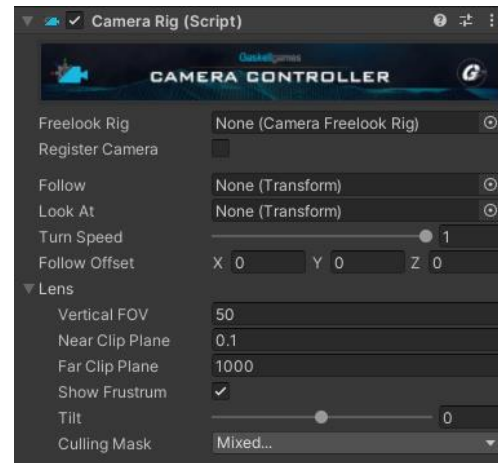 Camera Rig (Script)
Gaskellgames
CAMERA CONTROLLER
G
Freelook Rig None (Camera Freelook Rig)
Register Camera
Follow None (Transform)
Look At None (Transform)
Turn Speed 1
Follow Offset X 0 Y 0 Z 0
Lens
Vertical FOV 50
Near Clip Plane 0.1
Far Clip Plane 1000
Show Frustrum
Tilt 0
Culling Mask Mixed...